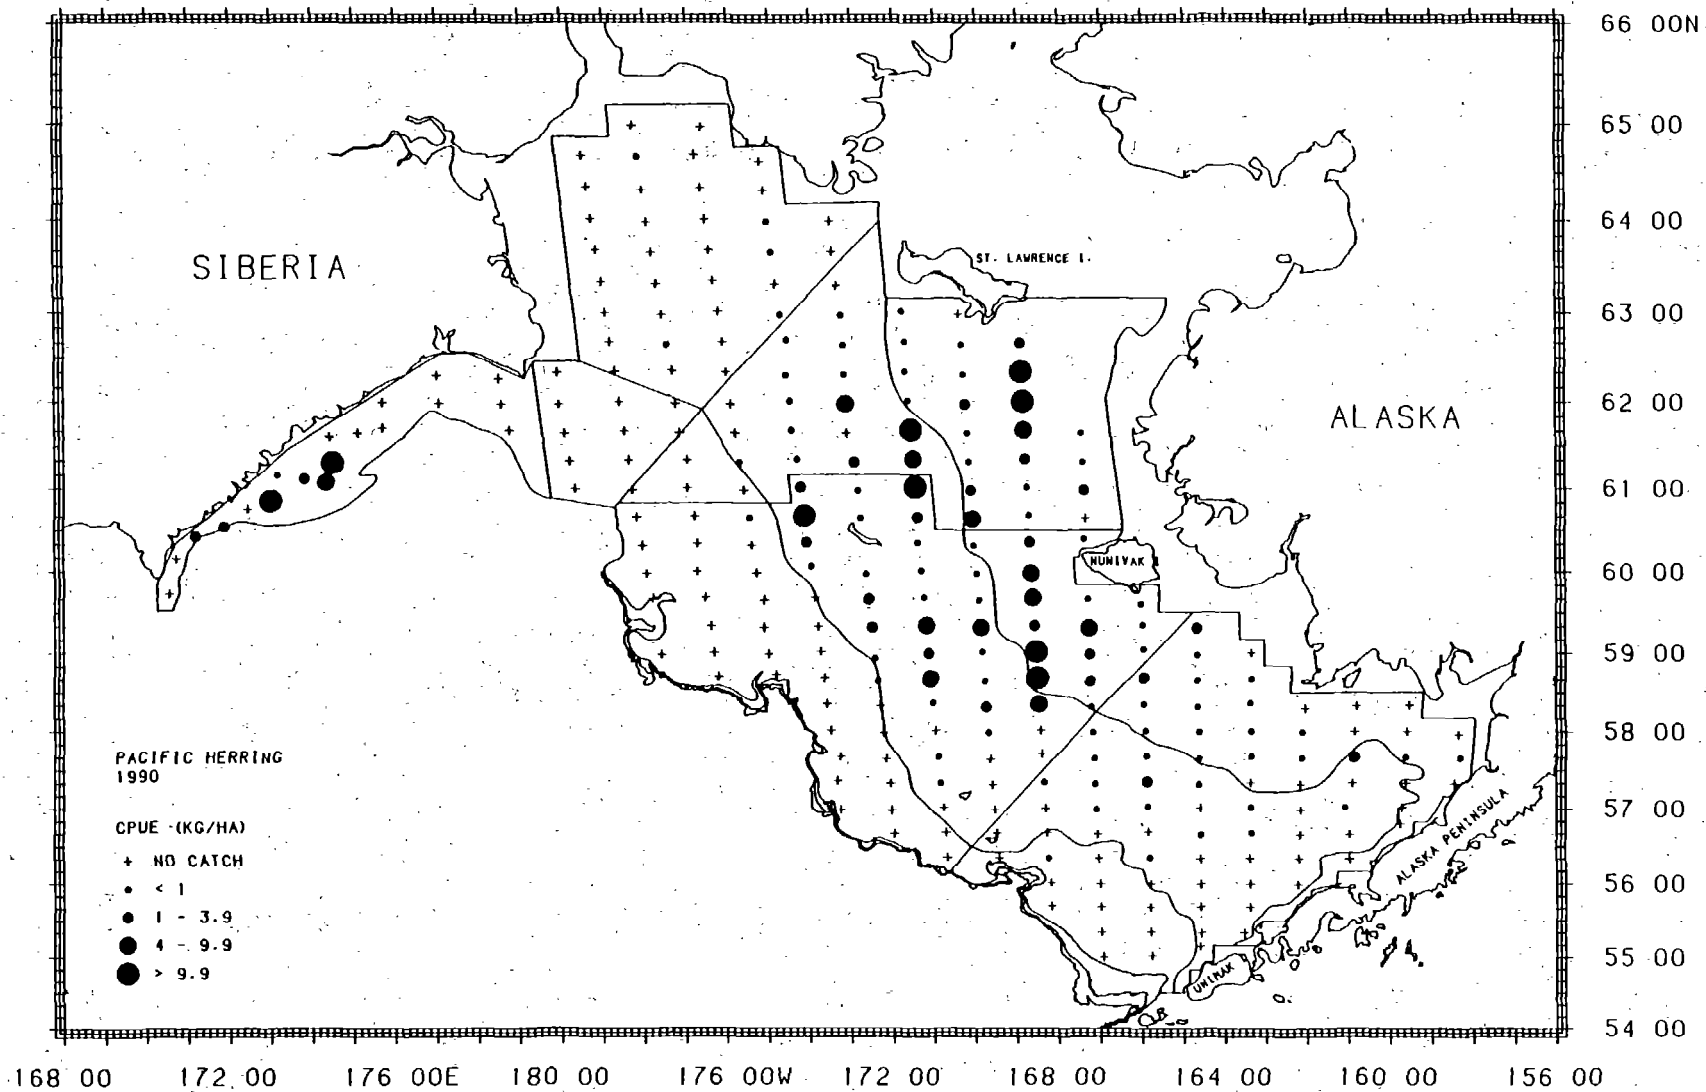 66 00N
65 00
64 00
SIBERIA
ST. LAWRENCE I.
63 00
62 00
ALASKA
61 00
NUNIVAK
60 00
59 00
58 00
PACIFIC HERRING
1990
57 00
CPUE (KG/HA)
+ NO CATCH
< 1
1 - 3.9
4 - 9.9
> 9.9
ALASKA PENINSULA
56 00
55 00
UNIMAK
54 00
168 00 172 00 176 00E 180 00 176 00W 172 00 168 00 164 00 160 00 156 00